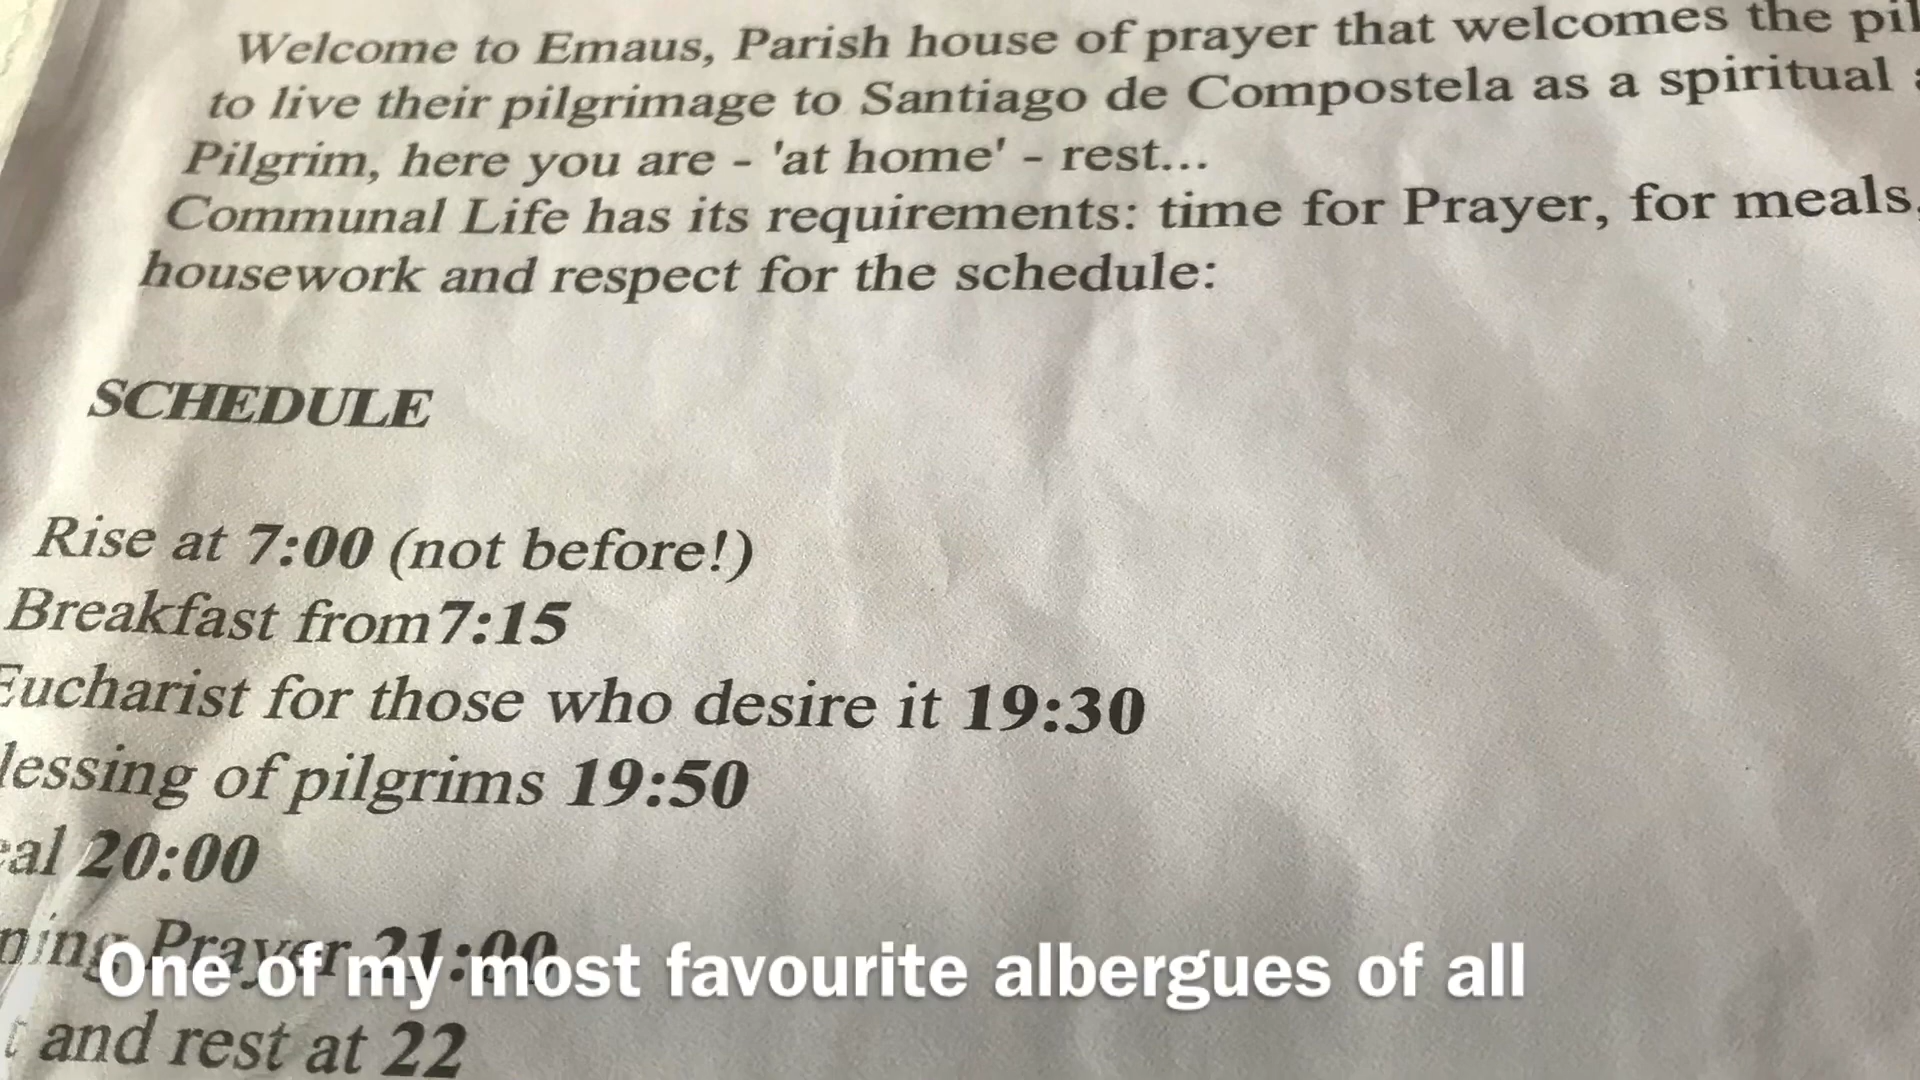 Welcome to Emaus, Parish house of prayer that welcomes the
to live their pilgrimage to Santiago de Compostela as a spiritual
Pilgrim, here you are - 'at home' - rest...
Communal Life has its requirements: time for Prayer, for meals,
housework and respect for the schedule:
SCHEDULE
Rise at 7:00 (not before!)
Breakfast from7:15
Eucharist for those who desire it 19:30
of pilgrims 19:50
20:00
Prayer 21:00
One of my most favourite albergues of all
and rest at 22